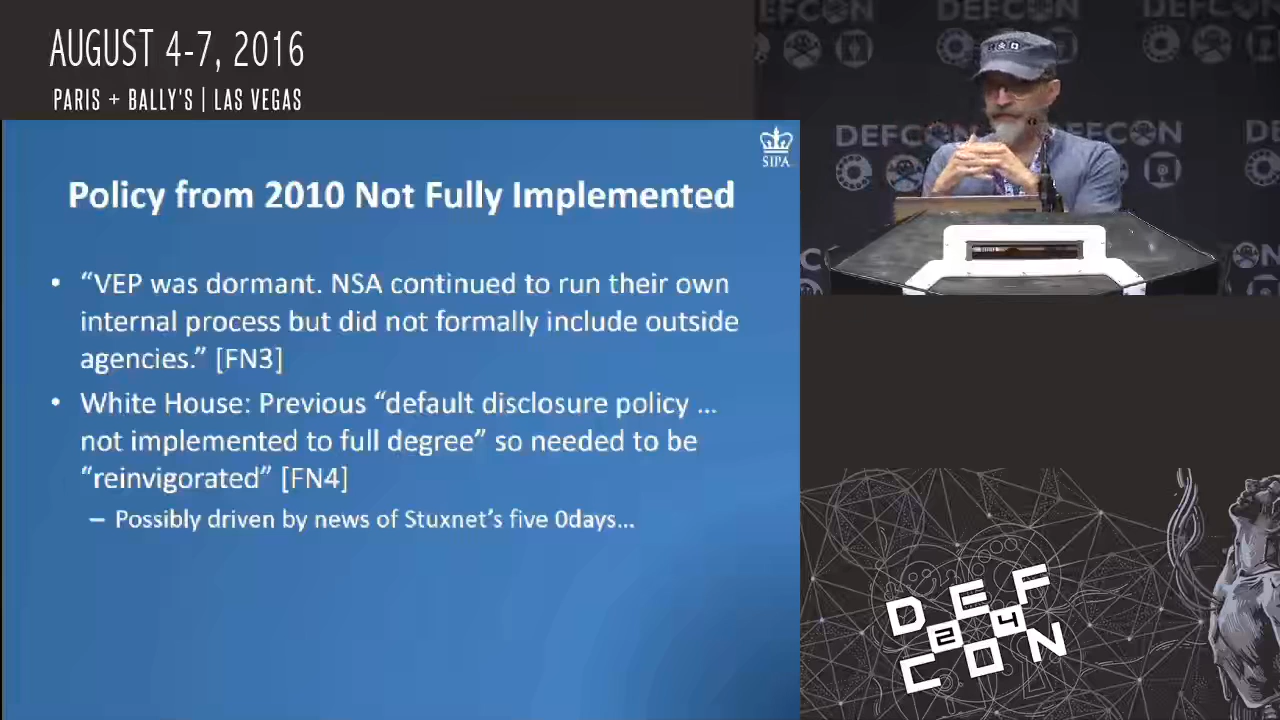 AUGUST 4-7, 2016
PARIS + BALLY'S | LAS VEGAS
SIPA
Policy from 2010 Not Fully Implemented
• “VEP was dormant. NSA continued to run their own
internal process but did not formally include outside
agencies.” [FN3]
• White House: Previous “default disclosure policy ...
not implemented to full degree” so needed to be
“reinvigorated” [FN4]
– Possibly driven by news of Stuxnet’s five 0days...
DEFCON DEFCON DEFCON
DEFCON DEFCON
DEF
24
CON